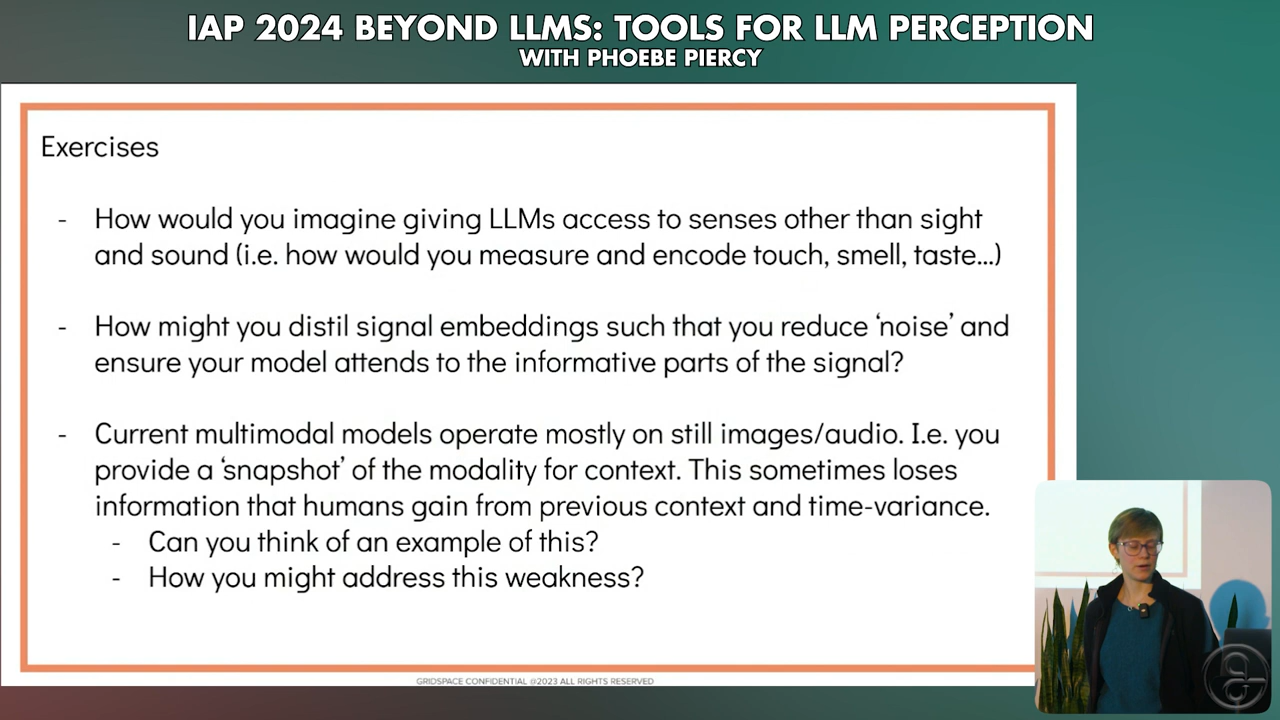 IAP 2024 BEYOND LLMS: TOOLS FOR LLM PERCEPTION
WITH PHOEBE PIERCY
Exercises
- How would you imagine giving LLMs access to senses other than sight
and sound (i.e. how would you measure and encode touch, smell, taste...)
- How might you distil signal embeddings such that you reduce ‘noise’ and
ensure your model attends to the informative parts of the signal?
- Current multimodal models operate mostly on still images/audio. I.e. you
provide a ‘snapshot’ of the modality for context. This sometimes loses
information that humans gain from previous context and time-variance.
- Can you think of an example of this?
- How you might address this weakness?
GRIDSPACE CONFIDENTIAL @2023 ALL RIGHTS RESERVED